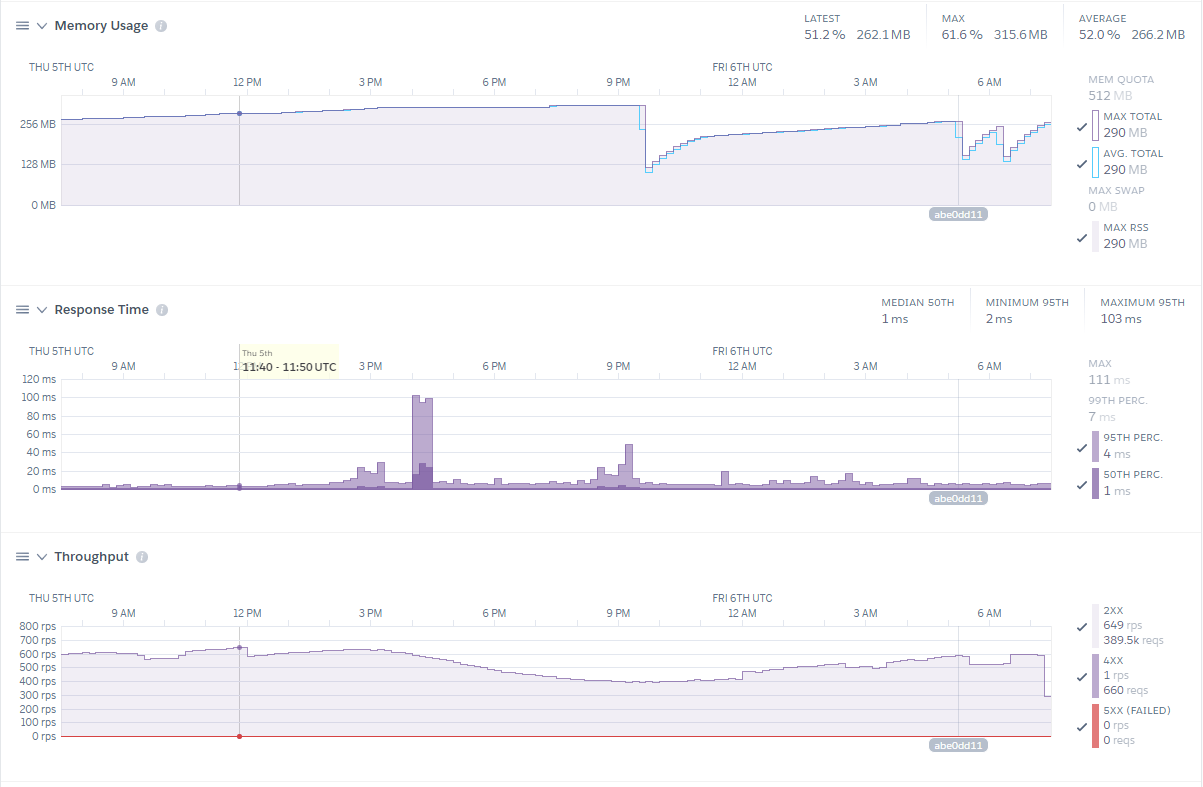 Memory Usage
LATEST
51.2 % 262.1 MB
MAX
61.6 % 315.6 MB
AVERAGE
52.0 % 266.2 MB
THU 5TH UTC
FRI 6TH UTC
9 AM 12 PM 3 PM 6 PM 9 PM 12 AM 3 AM 6 AM
256 MB
128 MB
0 MB
abe0dd11
MEM QUOTA
512 MB
MAX TOTAL
290 MB
AVG. TOTAL
290 MB
MAX SWAP
0 MB
MAX RSS
290 MB
Response Time
MEDIAN 50TH
1 ms
MINIMUM 95TH
2 ms
MAXIMUM 95TH
103 ms
THU 5TH UTC
FRI 6TH UTC
Thu 5th
11:40 - 11:50 UTC
9 AM 3 PM 6 PM 9 PM 12 AM 3 AM 6 AM
120 ms
100 ms
80 ms
60 ms
40 ms
20 ms
0 ms
abe0dd11
MAX
111 ms
99TH PERC.
7 ms
95TH PERC.
4 ms
50TH PERC.
1 ms
Throughput
THU 5TH UTC
FRI 6TH UTC
9 AM 12 PM 3 PM 6 PM 9 PM 12 AM 3 AM 6 AM
800 rps
700 rps
600 rps
500 rps
400 rps
300 rps
200 rps
100 rps
0 rps
abe0dd11
2XX
649 rps
389.5k reqs
4XX
1 rps
660 reqs
5XX (FAILED)
0 rps
0 reqs